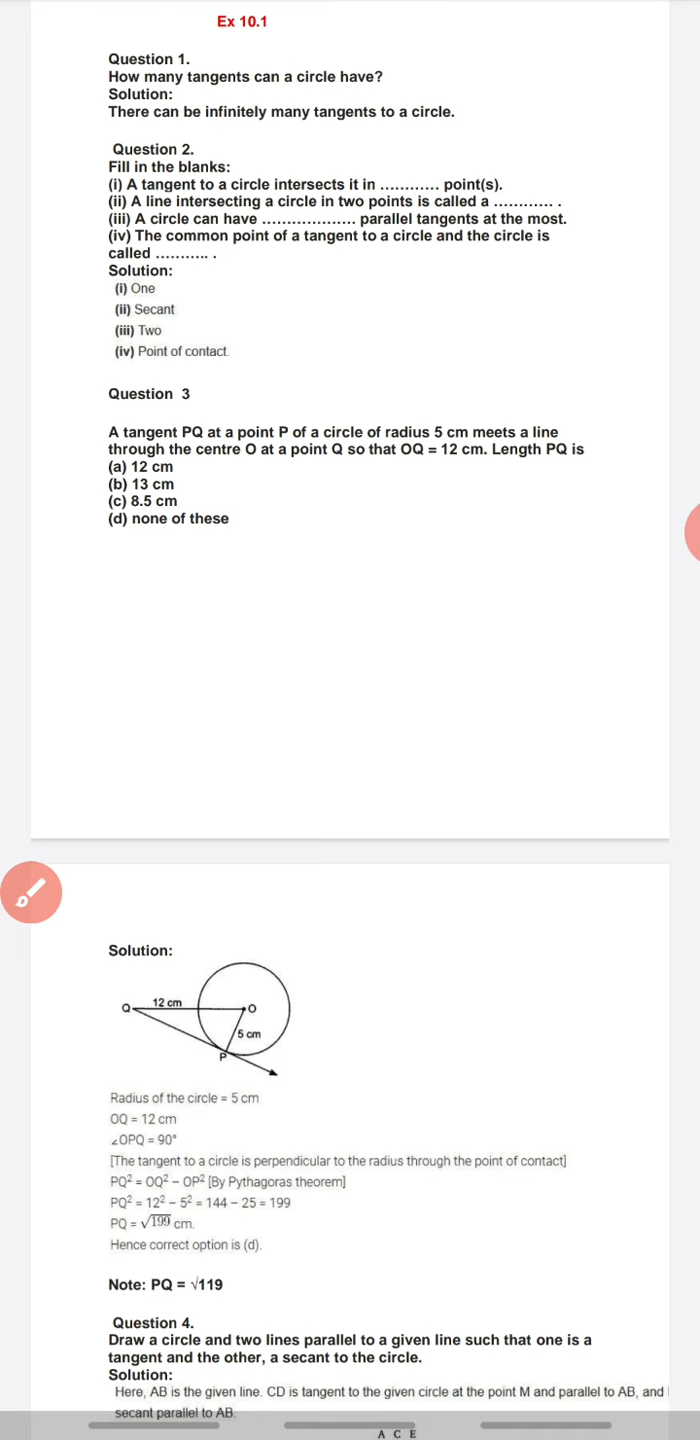 Ex 10.1
Question 1.
How many tangents can a circle have?
Solution:
There can be infinitely many tangents to a circle.
Question 2.
Fill in the blanks:
(i) A tangent to a circle intersects it in ............ point(s).
(ii) A line intersecting a circle in two points is called a ............ .
(iii) A circle can have ................... parallel tangents at the most.
(iv) The common point of a tangent to a circle and the circle is
called ........... .
Solution:
(i) One
(ii) Secant
(iii) Two
(iv) Point of contact
Question 3
A tangent PQ at a point P of a circle of radius 5 cm meets a line
through the centre O at a point Q so that OQ = 12 cm. Length PQ is
(a) 12 cm
(b) 13 cm
(c) 8.5 cm
(d) none of these
Solution:
12 cm
Q
O
5 cm
P
Radius of the circle = 5 cm
OQ = 12 cm
∠OPQ = 90°
[The tangent to a circle is perpendicular to the radius through the point of contact]
PQ² = OQ² – OP² [By Pythagoras theorem]
PQ² = 12² – 5² = 144 – 25 = 199
PQ = √199 cm.
Hence correct option is (d).
Note: PQ = √119
Question 4.
Draw a circle and two lines parallel to a given line such that one is a
tangent and the other, a secant to the circle.
Solution:
Here, AB is the given line. CD is tangent to the given circle at the point M and parallel to AB, and
secant parallel to AB.
A C E